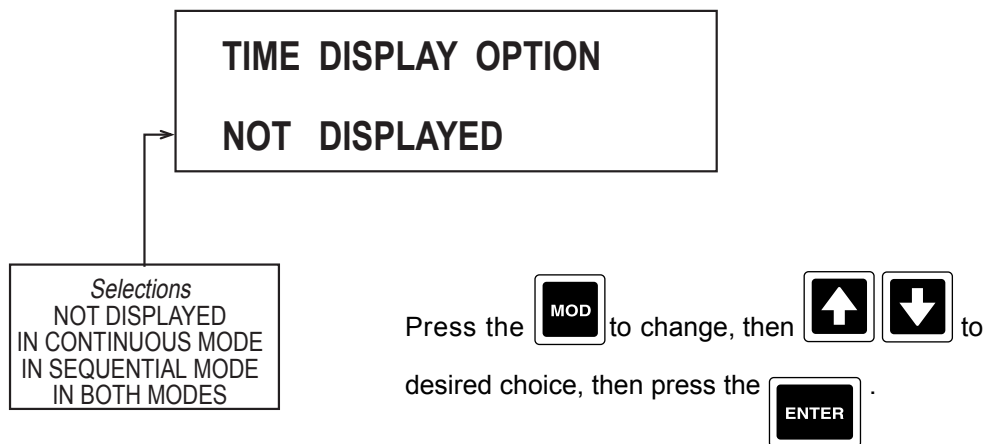 TIME DISPLAY OPTION
NOT DISPLAYED
Selections
NOT DISPLAYED
IN CONTINUOUS MODE
IN SEQUENTIAL MODE
IN BOTH MODES
Press the MOD to change, then to
desired choice, then press the ENTER .